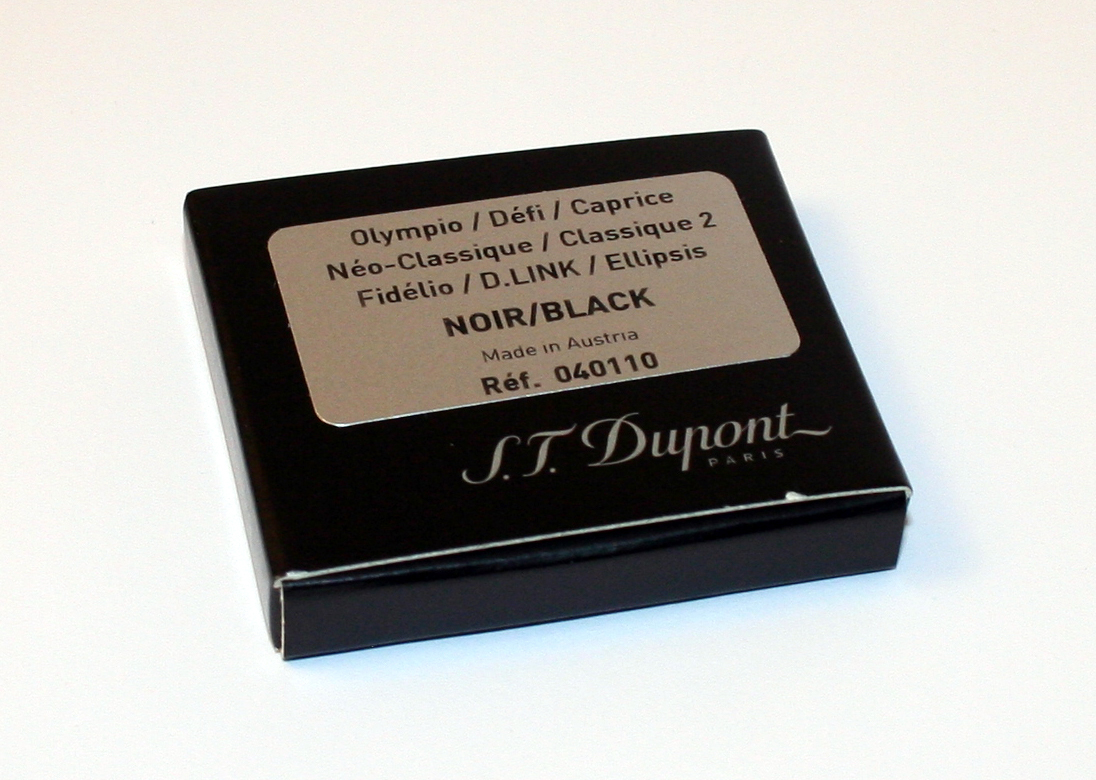 Olympio / Défi / Caprice
Néo-Classique / Classique 2
Fidélio / D.LINK / Ellipsis
NOIR/BLACK
Made in Austria
Réf. 040110
S.T. Dupont
PARIS